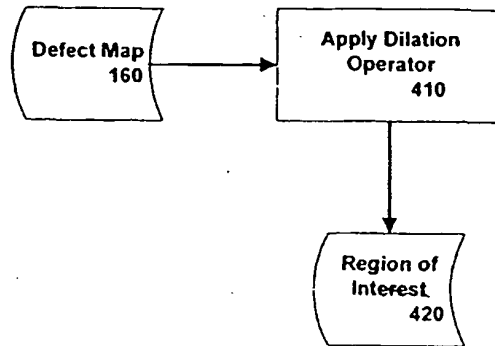 Defect Map
160
Apply Dilation
Operator
410
Region of
Interest
420